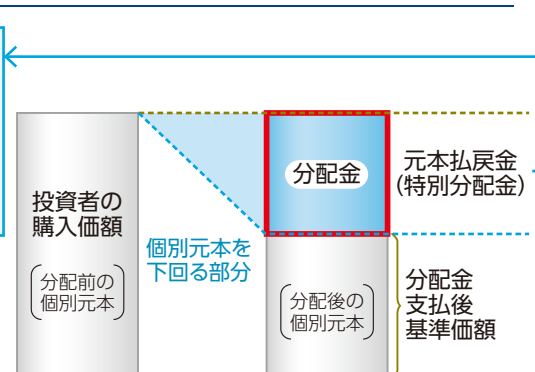 投資者の
購入価額
(分配前の
個別元本)
個別元本を
下回る部分
分配金
元本払戻金
(特別分配金)
(分配後の
個別元本)
分配金
支払後
基準価額